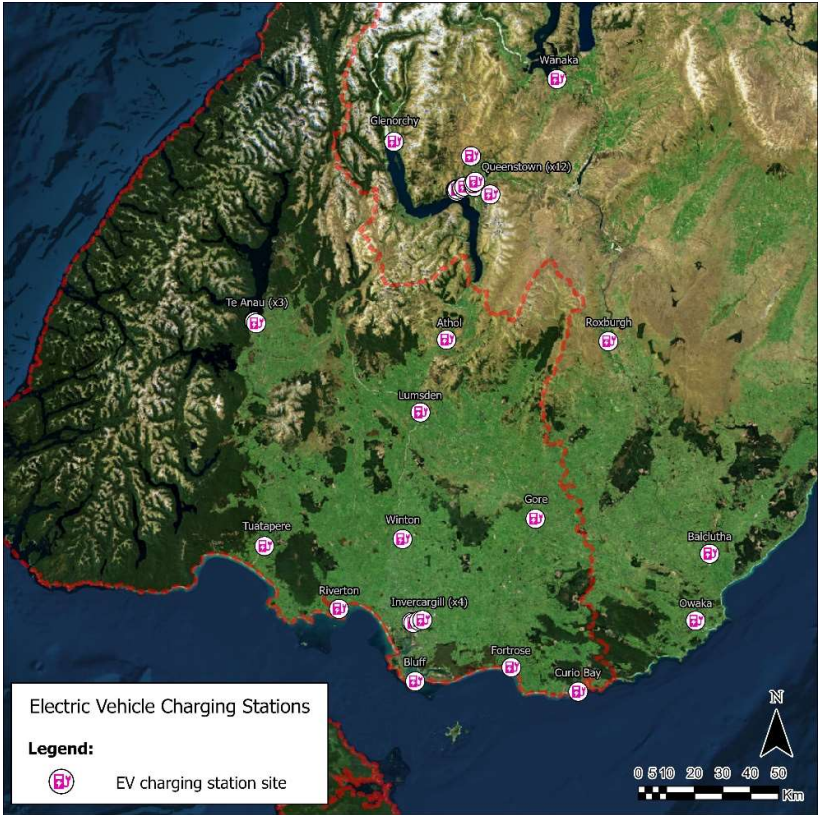 Wanaka
Glenorchy
Queenstown (x12)
Te Anau (x3)
Athol
Roxburgh
Lumsden
Gore
Winton
Tuatapere
Balclutha
Riverton
Invercargill (x4)
Owaka
Fortrose
Bluff
Curio Bay
Electric Vehicle Charging Stations
Legend:
EV charging station site
N
0 5 10 20 30 40 50
Km